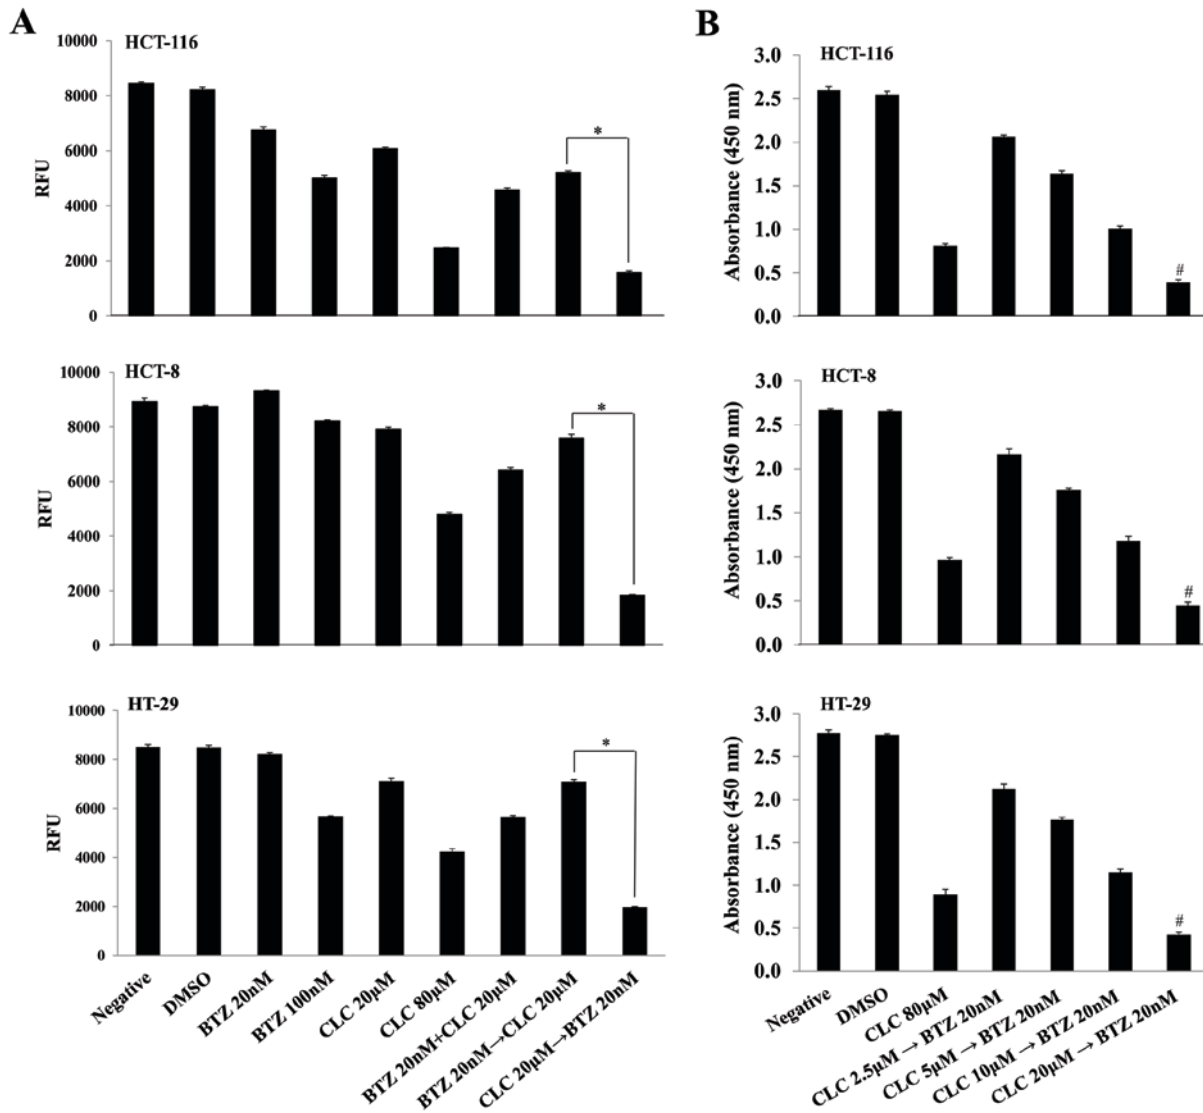 A
HCT-116
10000
8000
6000
4000
2000
0
RFU
*
HCT-8
10000
8000
6000
4000
2000
0
RFU
*
HT-29
10000
8000
6000
4000
2000
0
RFU
*
Negative
DMSO
BTZ 20nM
BTZ 100nM
CLC 20μM
CLC 80μM
BTZ 20nM+CLC 20μM
BTZ 20nM→CLC 20μM
CLC 20μM→BTZ 20nM
B
HCT-116
3.0
2.5
2.0
1.5
1.0
0.5
0.0
Absorbance (450 nm)
#
HCT-8
3.0
2.5
2.0
1.5
1.0
0.5
0.0
Absorbance (450 nm)
#
HT-29
3.0
2.5
2.0
1.5
1.0
0.5
0.0
Absorbance (450 nm)
#
Negative
DMSO
CLC 80μM
CLC 2.5μM → BTZ 20nM
CLC 5μM → BTZ 20nM
CLC 10μM → BTZ 20nM
CLC 20μM → BTZ 20nM